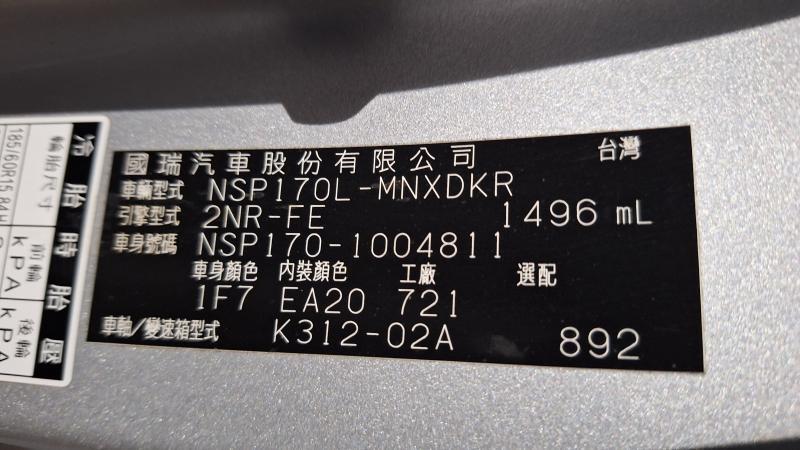 國瑞汽車股份有限公司 台灣
車輛型式 NSP170L-MNXDKR
引擎型式 2NR-FE 1496 mL
車身號碼 NSP170-1004811
車身顏色 內裝顏色 工廠 選配
1F7 EA20 721
車軸/變速箱型式 K312-02A 892
冷胎時胎壓
輪胎尺寸 前輪 後輪
185/60R15 84H kPA kPA